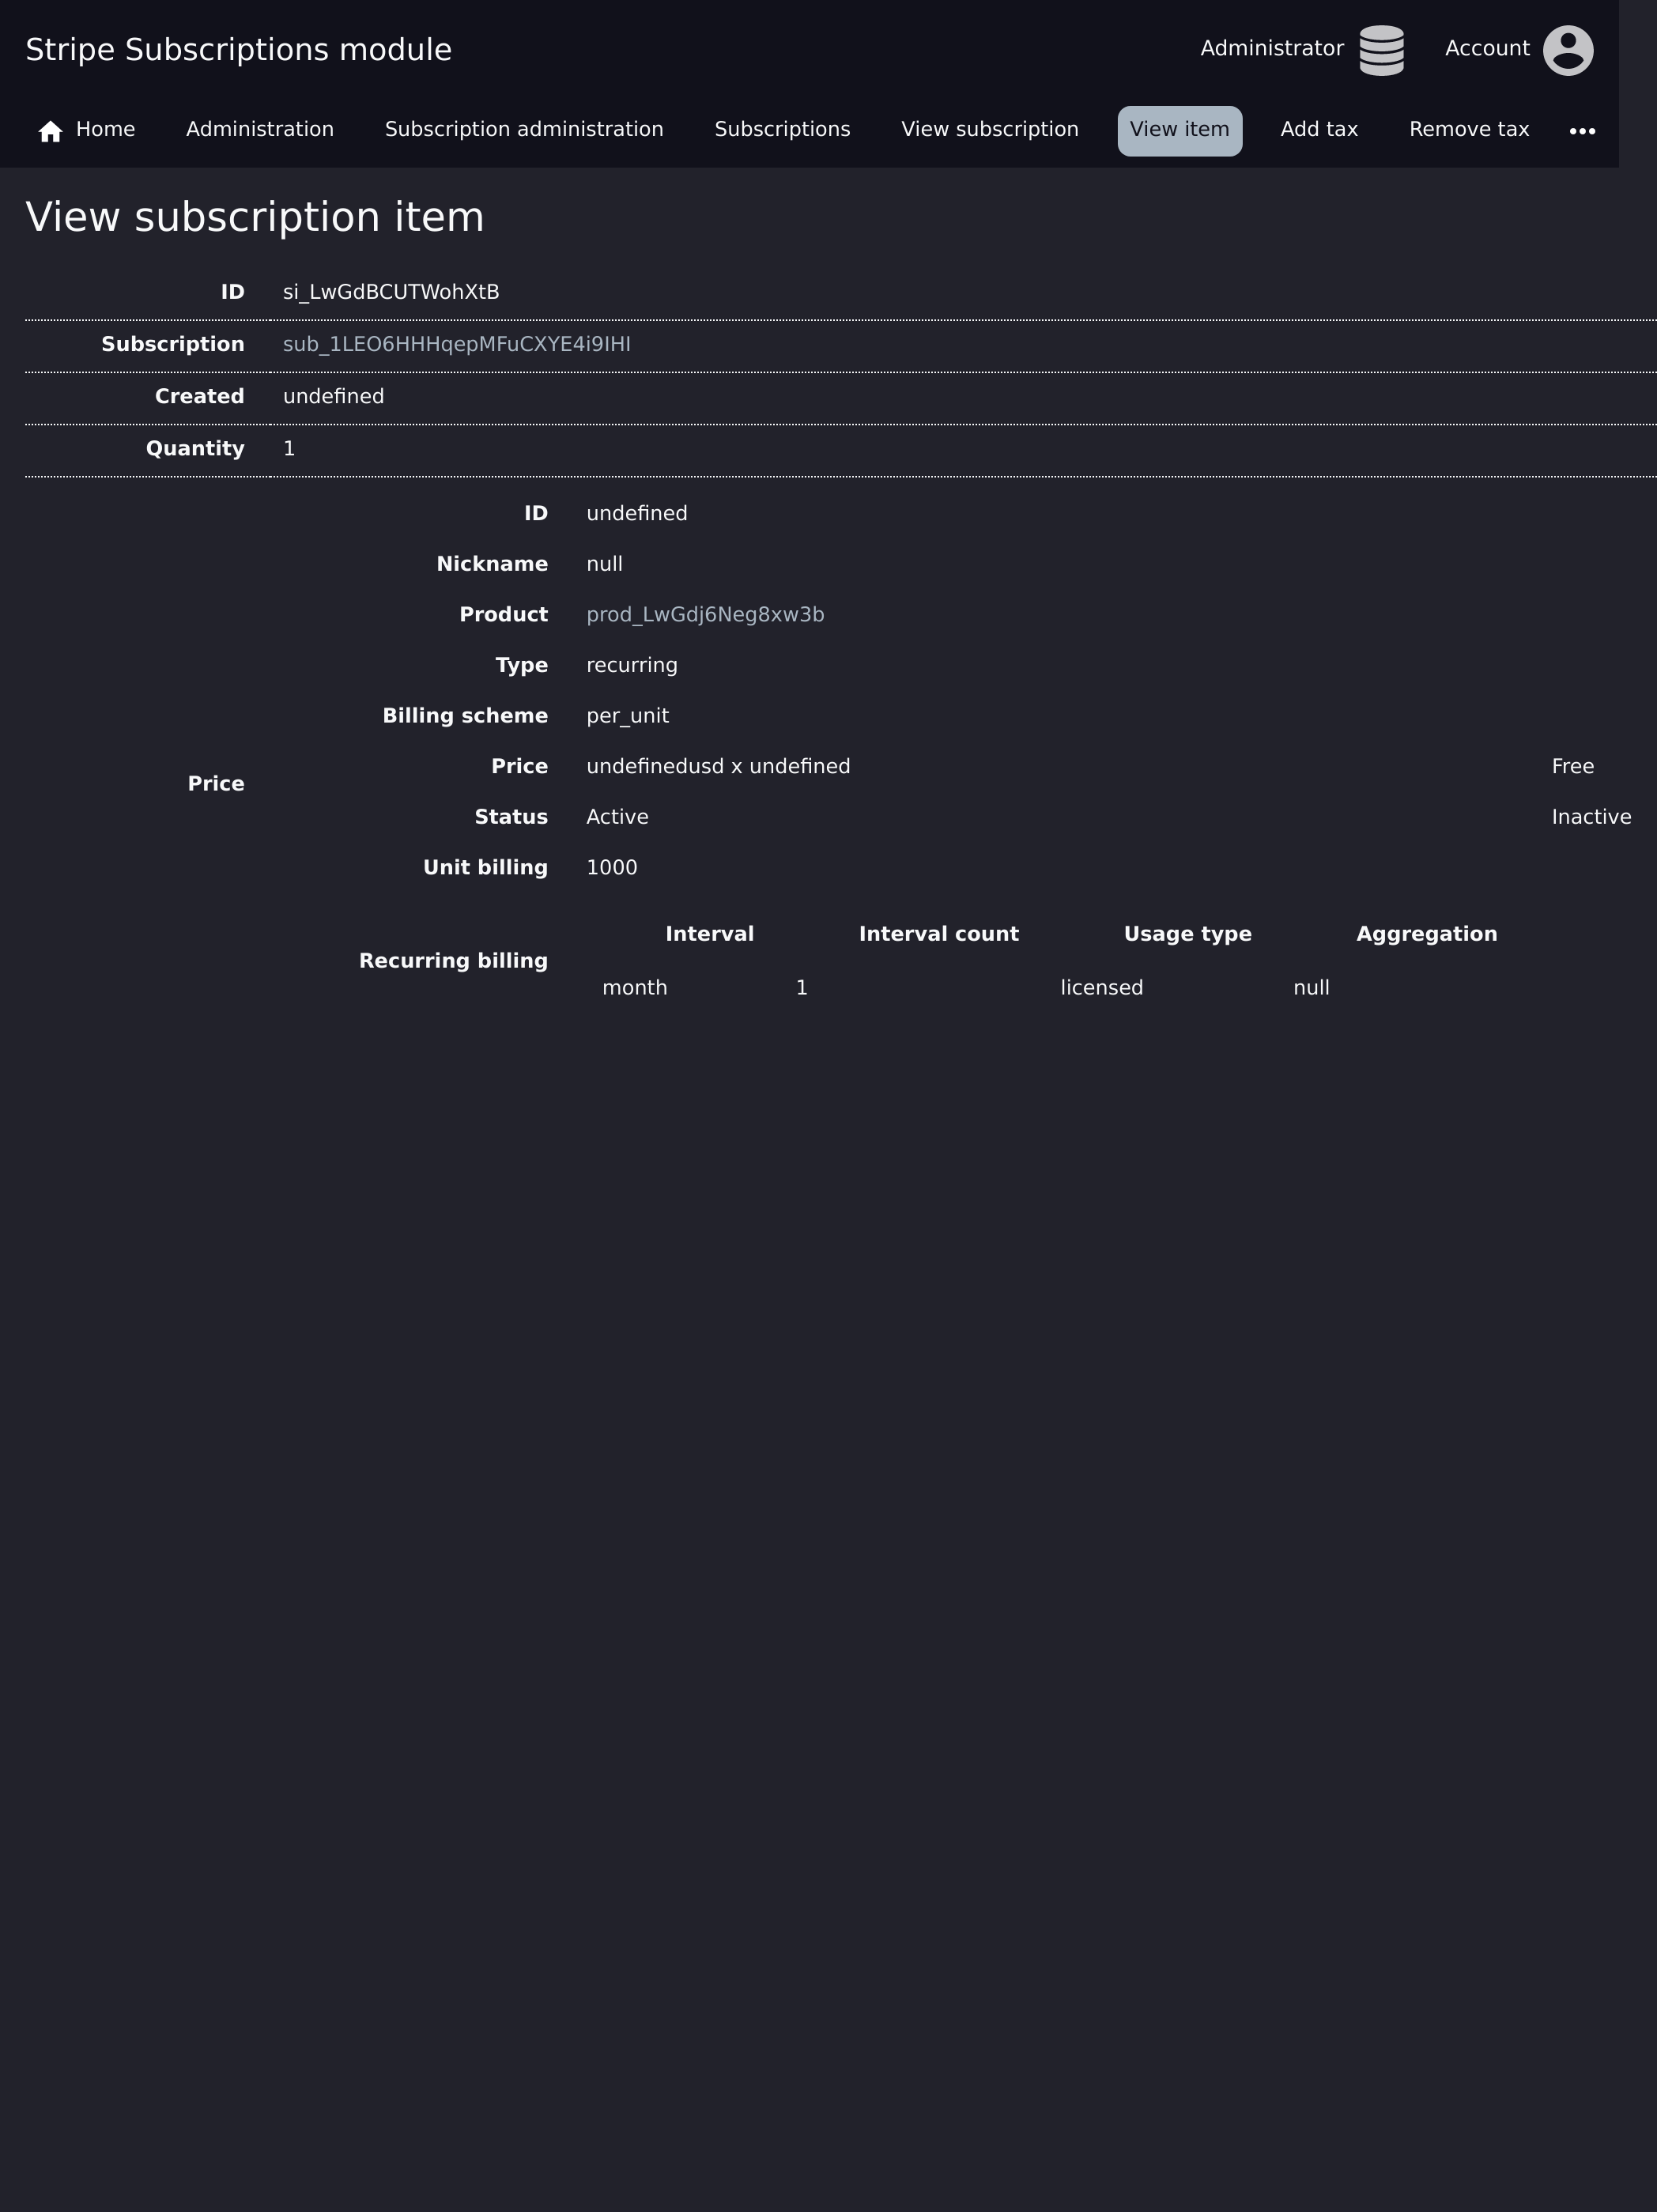 Stripe Subscriptions module
Administrator
Account
Home
Administration
Subscription administration
Subscriptions
View subscription
View item
Add tax
Remove tax
View subscription item
ID si_LwGdBCUTWohXtB
Subscription sub_1LEO6HHHqepMFuCXYE4i9IHI
Created undefined
Quantity 1
Price
ID undefined
Nickname null
Product prod_LwGdj6Neg8xw3b
Type recurring
Billing scheme per_unit
Price undefinedusd x undefined Free
Status Active Inactive
Unit billing 1000
Recurring billing
Interval Interval count Usage type Aggregation
month 1 licensed null